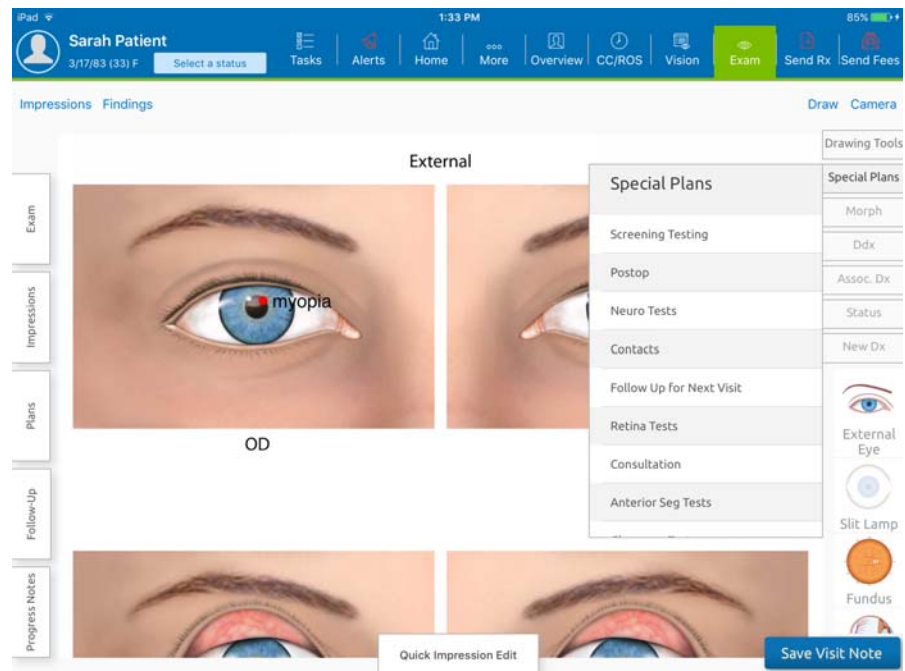 iPad
1:33 PM
85%
Sarah Patient
3/17/83 (33) F
Select a status
Tasks
Alerts
Home
More
Overview
CC/ROS
Vision
Exam
Send Rx
Send Fees
Impressions
Findings
Draw
Camera
External
myopia
OD
Exam
Impressions
Plans
Follow-Up
Progress Notes
Special Plans
Screening Testing
Postop
Neuro Tests
Contacts
Follow Up for Next Visit
Retina Tests
Consultation
Anterior Seg Tests
Drawing Tools
Special Plans
Morph
Ddx
Assoc. Dx
Status
New Dx
External
Eye
Slit Lamp
Fundus
Quick Impression Edit
Save Visit Note